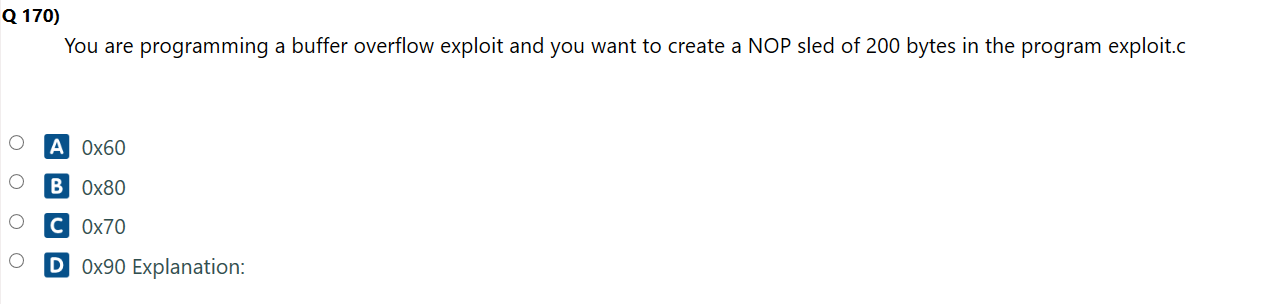 Q 170)
You are programming a buffer overflow exploit and you want to create a NOP sled of 200 bytes in the program exploit.c
A 0x60
B 0x80
C 0x70
D 0x90 Explanation: